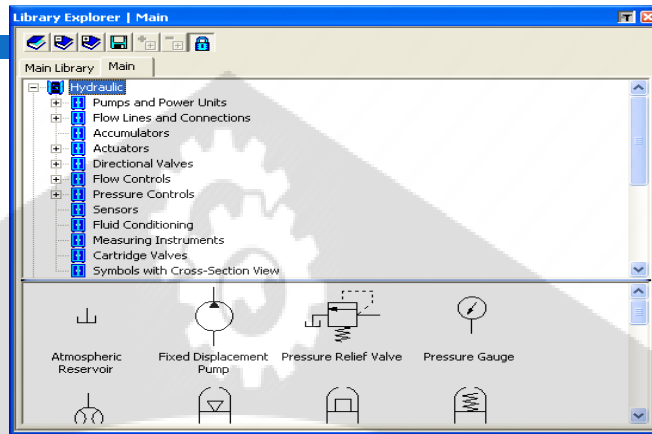 Library Explorer | Main
Main Library Main
Hydraulic
Pumps and Power Units
Flow Lines and Connections
Accumulators
Actuators
Directional Valves
Flow Controls
Pressure Controls
Sensors
Fluid Conditioning
Measuring Instruments
Cartridge Valves
Symbols with Cross-Section View
Atmospheric Fixed Displacement Pressure Relief Valve Pressure Gauge
Reservoir Pump